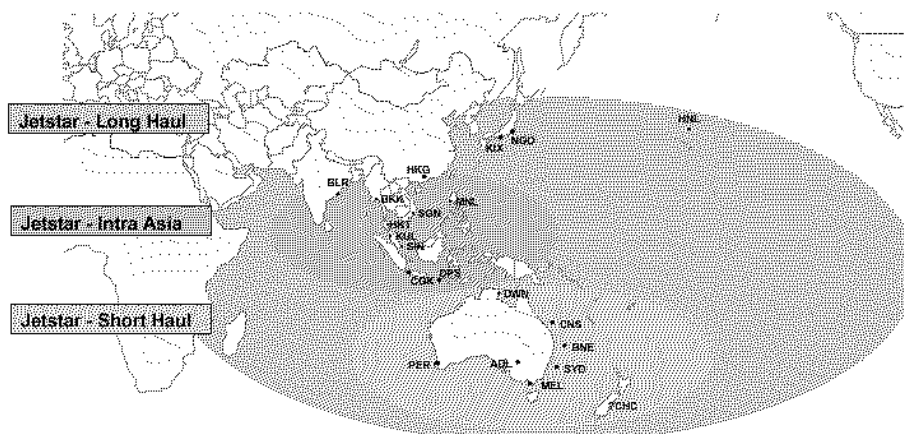 HNL
Jetstar - Long Haul
NGO
KIX
HKG
BLR
BKK
MNL
Jetstar - Intra Asia
SGN
HKT
KUL
SIN
DPS
CGK
DWN
Jetstar - Short Haul
CNS
BNE
PER
ADL
SYD
MEL
?CHC